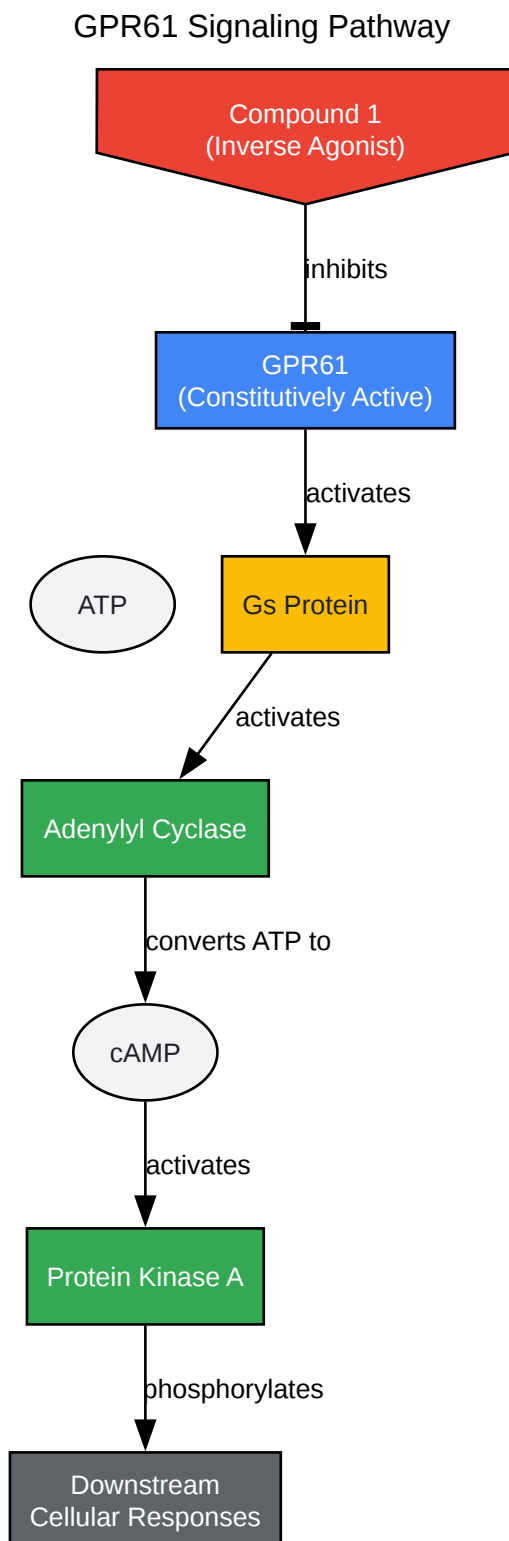 GPR61 Signaling Pathway
Compound 1
(Inverse Agonist)
inhibits
GPR61
(Constitutively Active)
activates
ATP
Gs Protein
activates
Adenylyl Cyclase
converts ATP to
cAMP
activates
Protein Kinase A
phosphorylates
Downstream
Cellular Responses